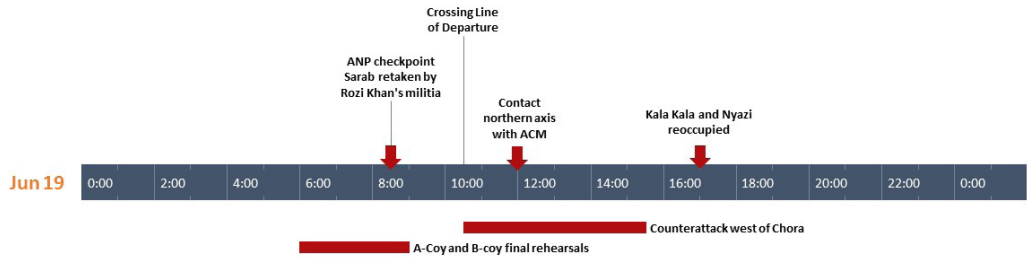 Crossing Line
of Departure
ANP checkpoint
Sarab retaken by
Rozi Khan's militia
Contact
northern axis
with ACM
Kala Kala and Nyazi
reoccupied
Jun 19 0:00 2:00 4:00 6:00 8:00 10:00 12:00 14:00 16:00 18:00 20:00 22:00 0:00
Counterattack west of Chora
A-Coy and B-coy final rehearsals